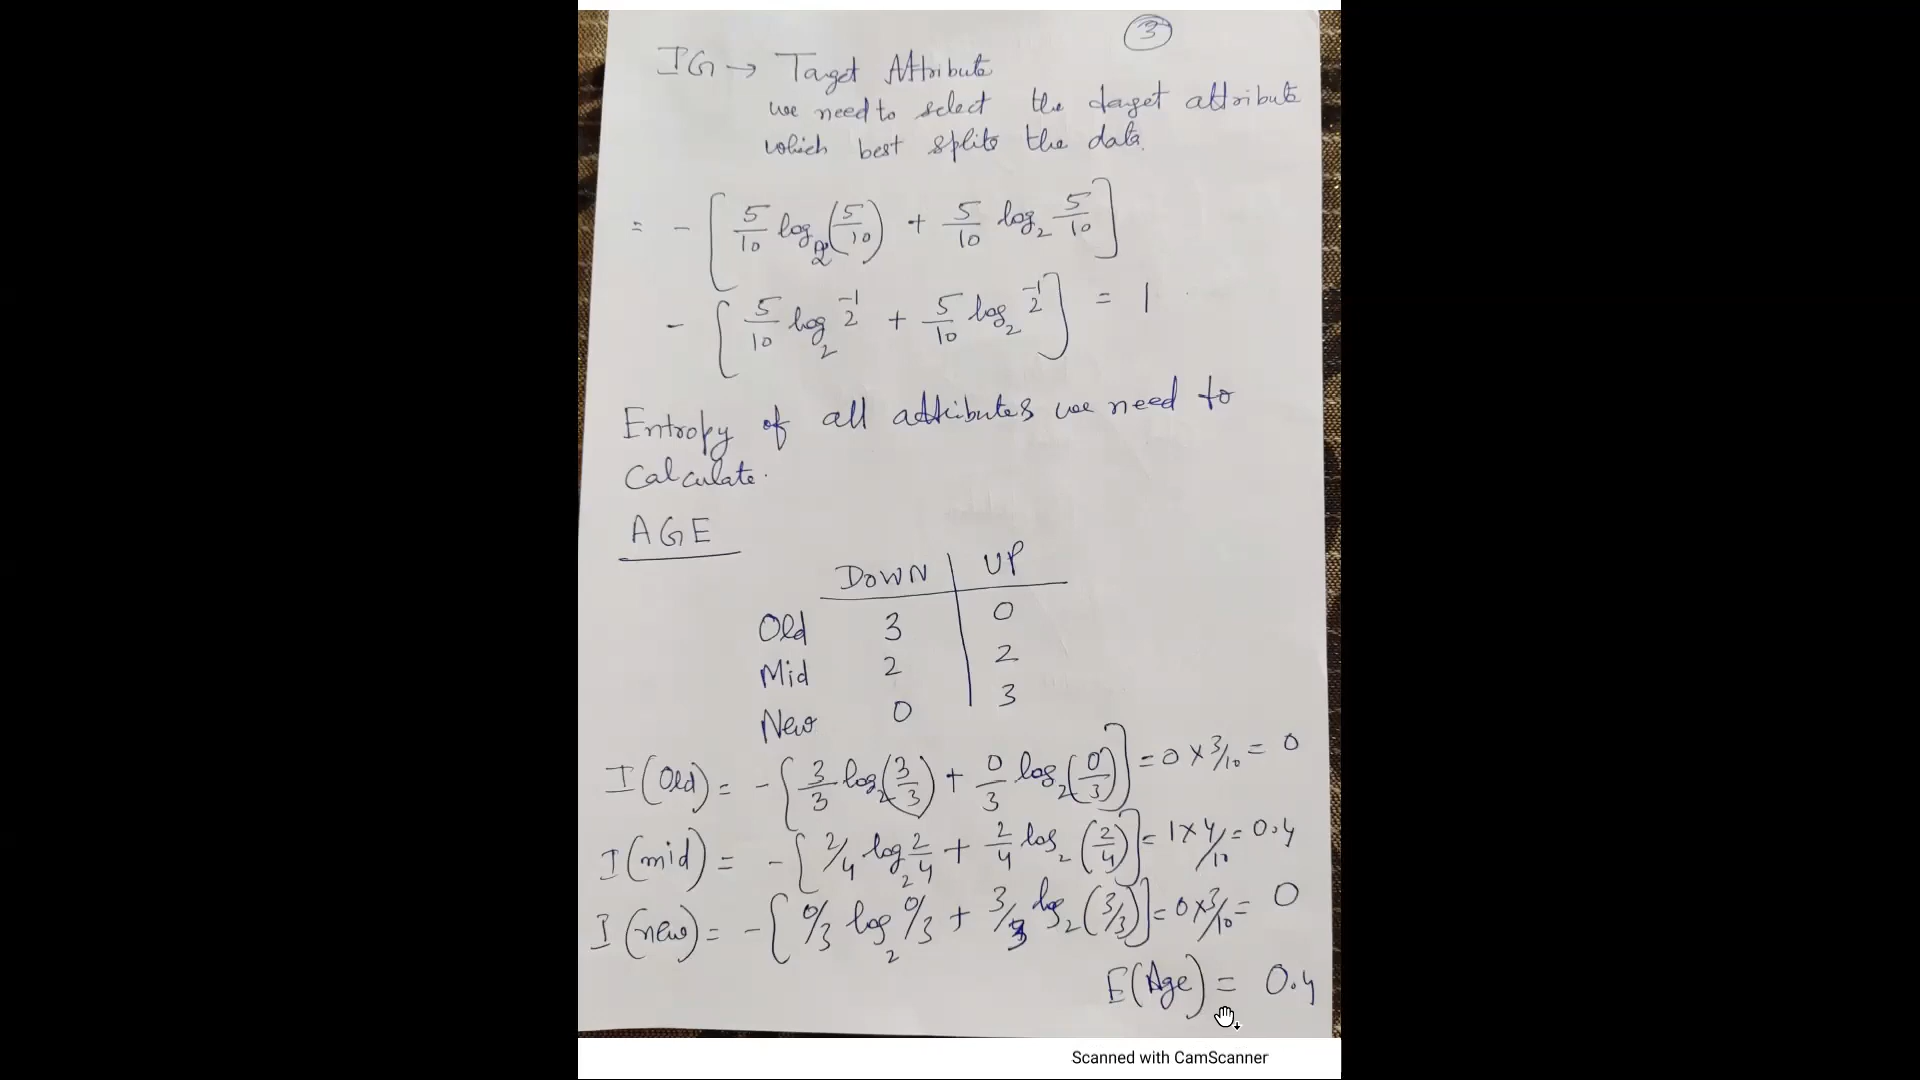 3
IG → Target Attribute
we need to select the target attribute
which best splits the data.
= - [ 5/10 log2 (5/10) + 5/10 log2 5/10 ]
- [ 5/10 log2 2^-1 + 5/10 log2 2^-1 ] = 1
Entropy of all attributes we need to
Calculate.
AGE
DOWN | UP
Old 3 | 0
Mid 2 | 2
New 0 | 3
I(Old) = - [ 3/3 log2 (3/3) + 0/3 log2 (0/3) ] = 0 × 3/10 = 0
I(mid) = - [ 2/4 log2 2/4 + 2/4 log2 (2/4) ] = 1 × 4/10 = 0.4
I(new) = - [ 0/3 log2 0/3 + 3/3 log2 (3/3) ] = 0 × 3/10 = 0
E(Age) = 0.4
Scanned with CamScanner